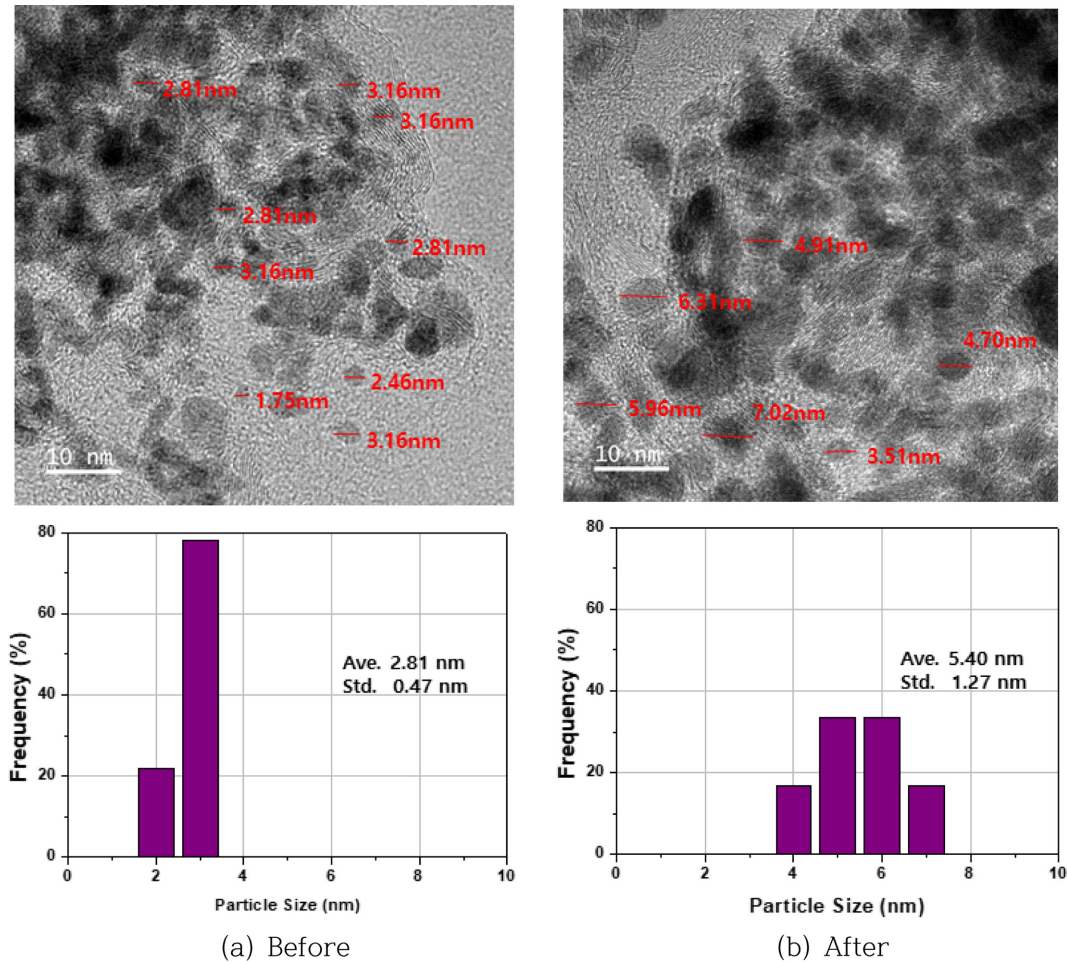 2.81nm
3.16nm
3.16nm
2.81nm
2.81nm
3.16nm
2.46nm
1.75nm
3.16nm
10 nm
4.91nm
6.31nm
4.70nm
5.96nm
7.02nm
3.51nm
10 nm
80
60
40
20
0
Frequency (%)
Ave. 2.81 nm
Std. 0.47 nm
0 2 4 6 8 10
Particle Size (nm)
(a) Before
80
60
40
20
0
Frequency (%)
Ave. 5.40 nm
Std. 1.27 nm
0 2 4 6 8 10
Particle Size (nm)
(b) After